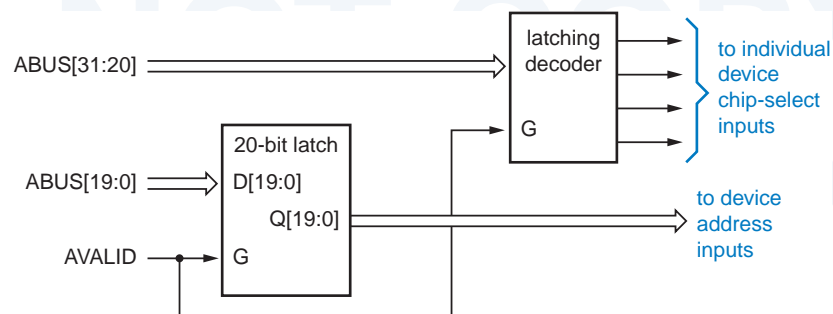 latching
decoder
G
ABUS[31:20]
to individual
device
chip-select
inputs
20-bit latch
D[19:0]
Q[19:0]
G
ABUS[19:0]
AVALID
to device
address
inputs